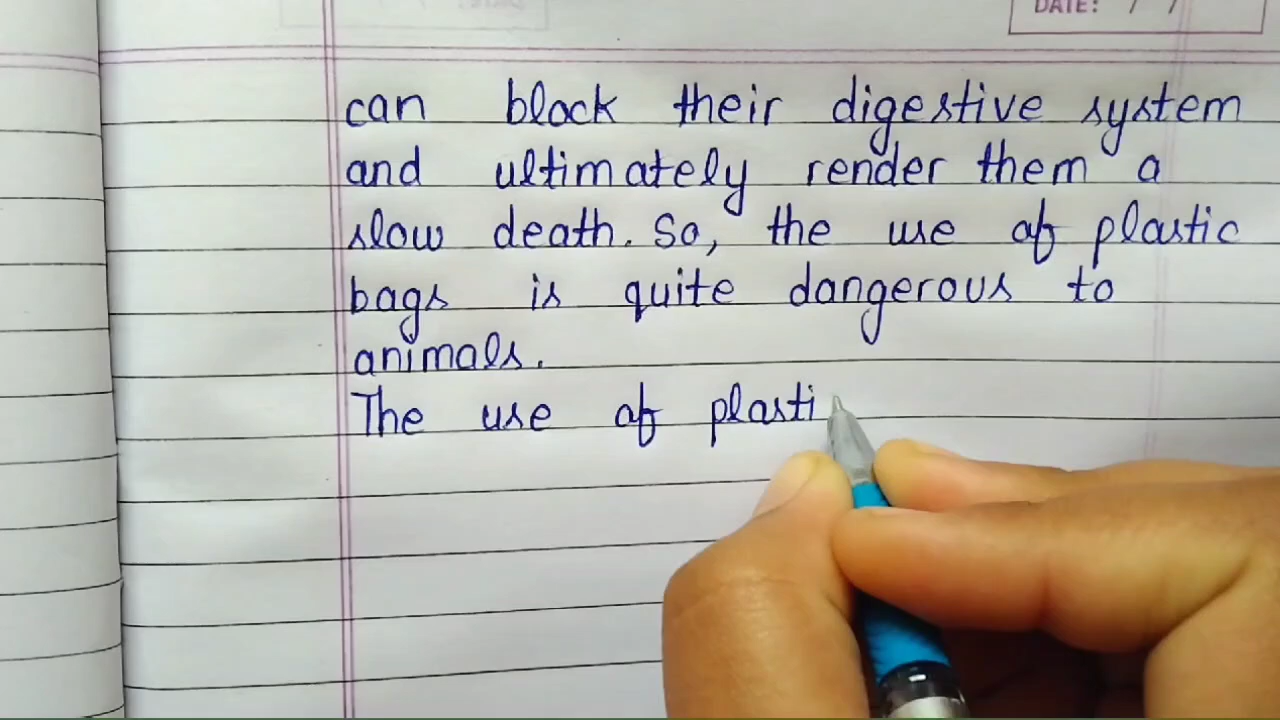 DATE: / /
can block their digestive system
and ultimately render them a
slow death. So, the use of plastic
bags is quite dangerous to
animals.
The use of plasti